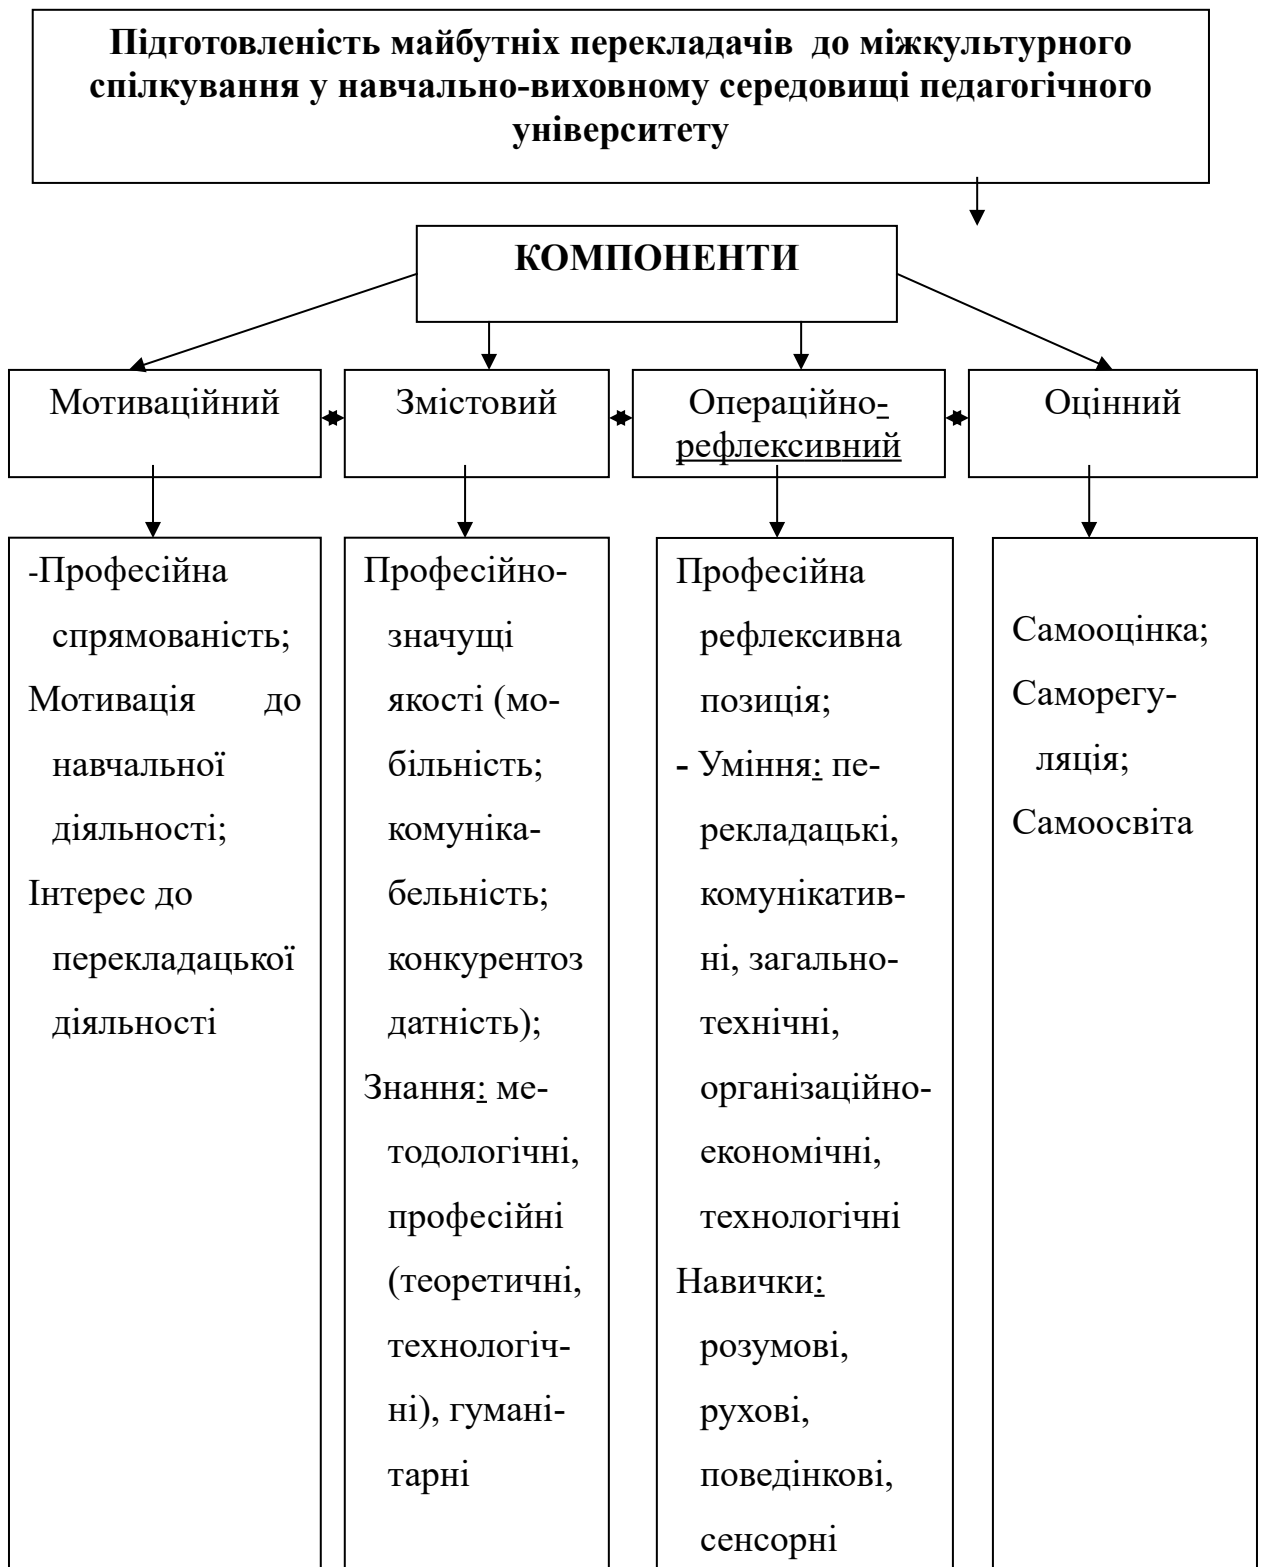 Підготовленість майбутніх перекладачів до міжкультурного
спілкування у навчально-виховному середовищі педагогічного
університету
КОМПОНЕНТИ
Мотиваційний
Змістовий
Операційно-
рефлексивний
Оцінний
-Професійна
спрямованість;
Мотивація до
навчальної
діяльності;
Інтерес до
перекладацької
діяльності
Професійно-
значущі
якості (мо-
більність;
комуніка-
бельність;
конкурентоз
датність);
Знання: ме-
тодологічні,
професійні
(теоретичні,
технологіч-
ні), гумані-
тарні
Професійна
рефлексивна
позиція;
- Уміння: пе-
рекладацькі,
комунікатив-
ні, загально-
технічні,
організаційно-
економічні,
технологічні
Навички:
розумові,
рухові,
поведінкові,
сенсорні
Самооцінка;
Саморегу-
ляція;
Самоосвіта